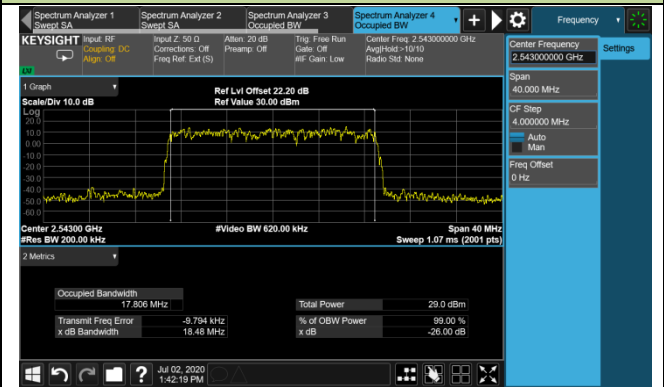 Spectrum Analyzer 1
Swept SA
Spectrum Analyzer 2
Swept SA
Spectrum Analyzer 3
Occupied BW
Spectrum Analyzer 4
Occupied BW
Frequency
KEYSIGHT
Input: RF
Coupling: DC
Align: Off
Input Z: 50 Ω
Corrections: Off
Freq Ref: Ext (S)
Atten: 20 dB
Preamp: Off
Trig: Free Run
Gate: Off
#IF Gain: Low
Center Freq: 2.543000000 GHz
Avg|Hold:>10/10
Radio Std: None
LV
Center Frequency
2.543000000 GHz
Settings
Span
40.000 MHz
CF Step
4.000000 MHz
Auto
Man
Freq Offset
0 Hz
1 Graph
Scale/Div 10.0 dB
Ref Lvl Offset 22.20 dB
Ref Value 30.00 dBm
Log
20.0
10.0
0.00
-10.0
-20.0
-30.0
-40.0
-50.0
-60.0
Center 2.54300 GHz
#Res BW 200.00 kHz
#Video BW 620.00 kHz
Span 40 MHz
Sweep 1.07 ms (2001 pts)
2 Metrics
Occupied Bandwidth
17.806 MHz
Total Power 29.0 dBm
Transmit Freq Error -9.794 kHz
% of OBW Power 99.00 %
x dB Bandwidth 18.48 MHz
x dB -26.00 dB
Jul 02, 2020
1:42:19 PM